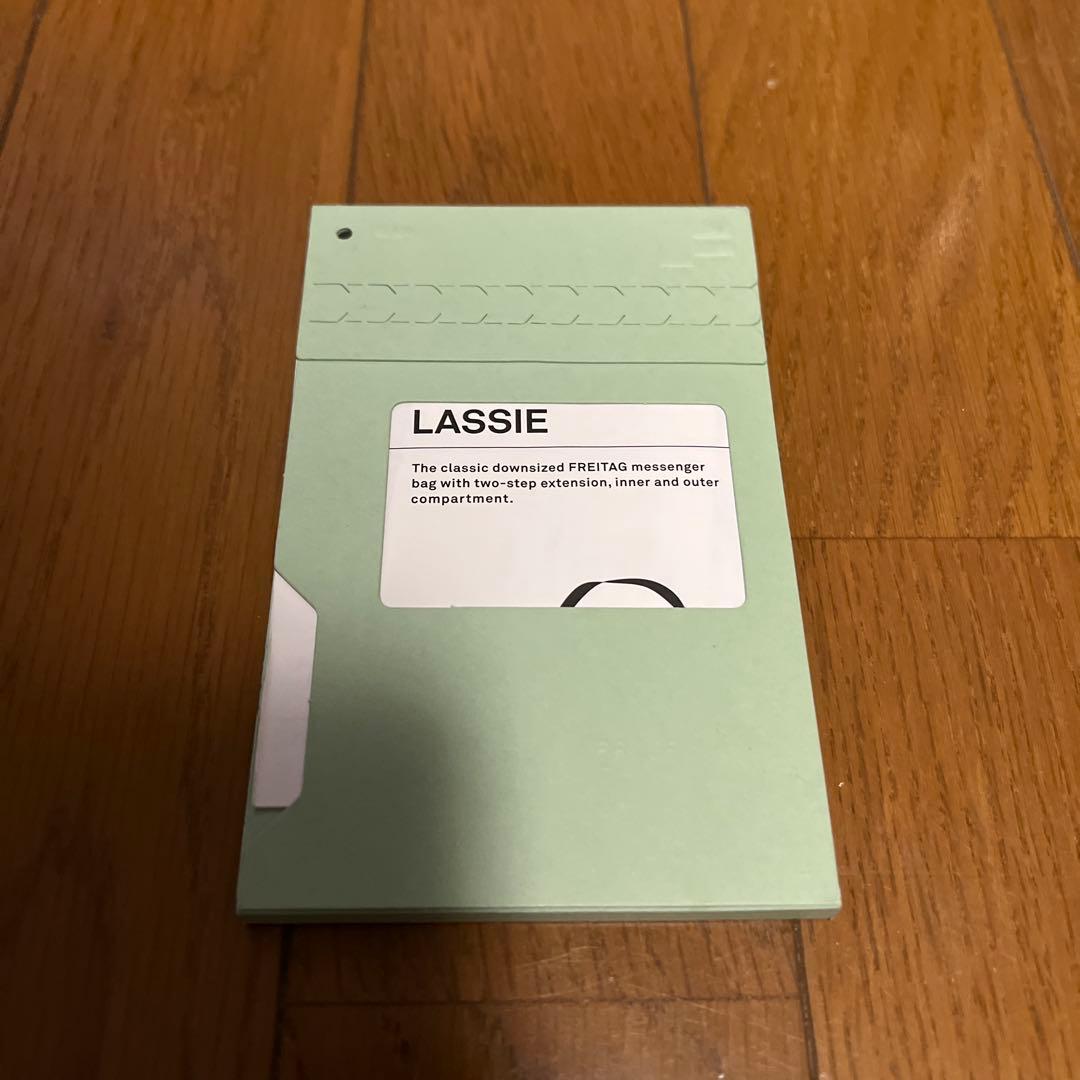 LASSIE
The classic downsized FREITAG messenger
bag with two-step extension, inner and outer
compartment.